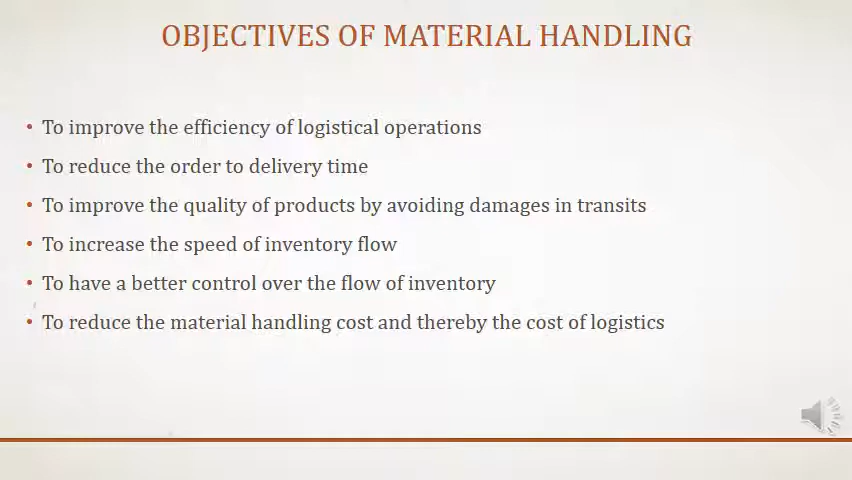 OBJECTIVES OF MATERIAL HANDLING
• To improve the efficiency of logistical operations
• To reduce the order to delivery time
• To improve the quality of products by avoiding damages in transits
• To increase the speed of inventory flow
• To have a better control over the flow of inventory
• To reduce the material handling cost and thereby the cost of logistics